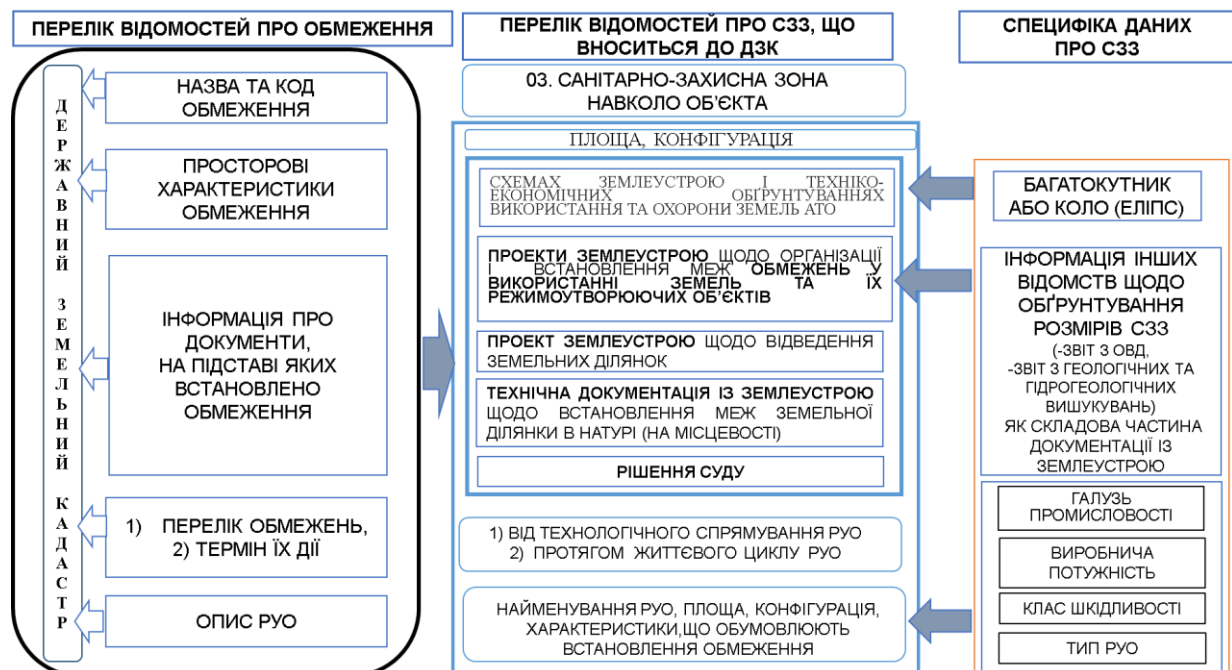 ПЕРЕЛІК ВІДОМОСТЕЙ ПРО ОБМЕЖЕННЯ
ДЕРЖАВНИЙ ЗЕМЕЛЬНИЙ КАДАСТР
НАЗВА ТА КОД
ОБМЕЖЕННЯ
ПРОСТОРОВІ
ХАРАКТЕРИСТИКИ
ОБМЕЖЕННЯ
ІНФОРМАЦІЯ ПРО
ДОКУМЕНТИ,
НА ПІДСТАВІ ЯКИХ
ВСТАНОВЛЕНО
ОБМЕЖЕННЯ
1) ПЕРЕЛІК ОБМЕЖЕНЬ,
2) ТЕРМІН ЇХ ДІЇ
ОПИС РУО
ПЕРЕЛІК ВІДОМОСТЕЙ ПРО СЗЗ, ЩО
ВНОСИТЬСЯ ДО ДЗК
03. САНІТАРНО-ЗАХИСНА ЗОНА
НАВКОЛО ОБ’ЄКТА
ПЛОЩА, КОНФІГУРАЦІЯ
СХЕМАХ ЗЕМЛЕУСТРОЮ І ТЕХНІКО-
ЕКОНОМІЧНИХ ОБҐРУНТУВАННЯХ
ВИКОРИСТАННЯ ТА ОХОРОНИ ЗЕМЕЛЬ АТО
ПРОЕКТИ ЗЕМЛЕУСТРОЮ ЩОДО ОРГАНІЗАЦІЇ
І ВСТАНОВЛЕННЯ МЕЖ ОБМЕЖЕНЬ У
ВИКОРИСТАННІ ЗЕМЕЛЬ ТА ЇХ
РЕЖИМОУТВОРЮЮЧИХ ОБ’ЄКТІВ
ПРОЕКТ ЗЕМЛЕУСТРОЮ ЩОДО ВІДВЕДЕННЯ
ЗЕМЕЛЬНИХ ДІЛЯНОК
ТЕХНІЧНА ДОКУМЕНТАЦІЯ ІЗ ЗЕМЛЕУСТРОЮ
ЩОДО ВСТАНОВЛЕННЯ МЕЖ ЗЕМЕЛЬНОЇ
ДІЛЯНКИ В НАТУРІ (НА МІСЦЕВОСТІ)
РІШЕННЯ СУДУ
1) ВІД ТЕХНОЛОГІЧНОГО СПРЯМУВАННЯ РУО
2) ПРОТЯГОМ ЖИТТЄВОГО ЦИКЛУ РУО
НАЙМЕНУВАННЯ РУО, ПЛОЩА, КОНФІГУРАЦІЯ,
ХАРАКТЕРИСТИКИ,ЩО ОБУМОВЛЮЮТЬ
ВСТАНОВЛЕННЯ ОБМЕЖЕННЯ
СПЕЦИФІКА ДАНИХ
ПРО СЗЗ
БАГАТОКУТНИК
АБО КОЛО (ЕЛІПС)
ІНФОРМАЦІЯ ІНШИХ
ВІДОМСТВ ЩОДО
ОБҐРУНТУВАННЯ
РОЗМІРІВ СЗЗ
(-ЗВІТ З ОВД,
-ЗВІТ З ГЕОЛОГІЧНИХ ТА
ГІДРОГЕОЛОГІЧНИХ
ВИШУКУВАНЬ)
ЯК СКЛАДОВА ЧАСТИНА
ДОКУМЕНТАЦІЇ ІЗ
ЗЕМЛЕУСТРОЮ
ГАЛУЗЬ
ПРОМИСЛОВОСТІ
ВИРОБНИЧА
ПОТУЖНІСТЬ
КЛАС ШКІДЛИВОСТІ
ТИП РУО